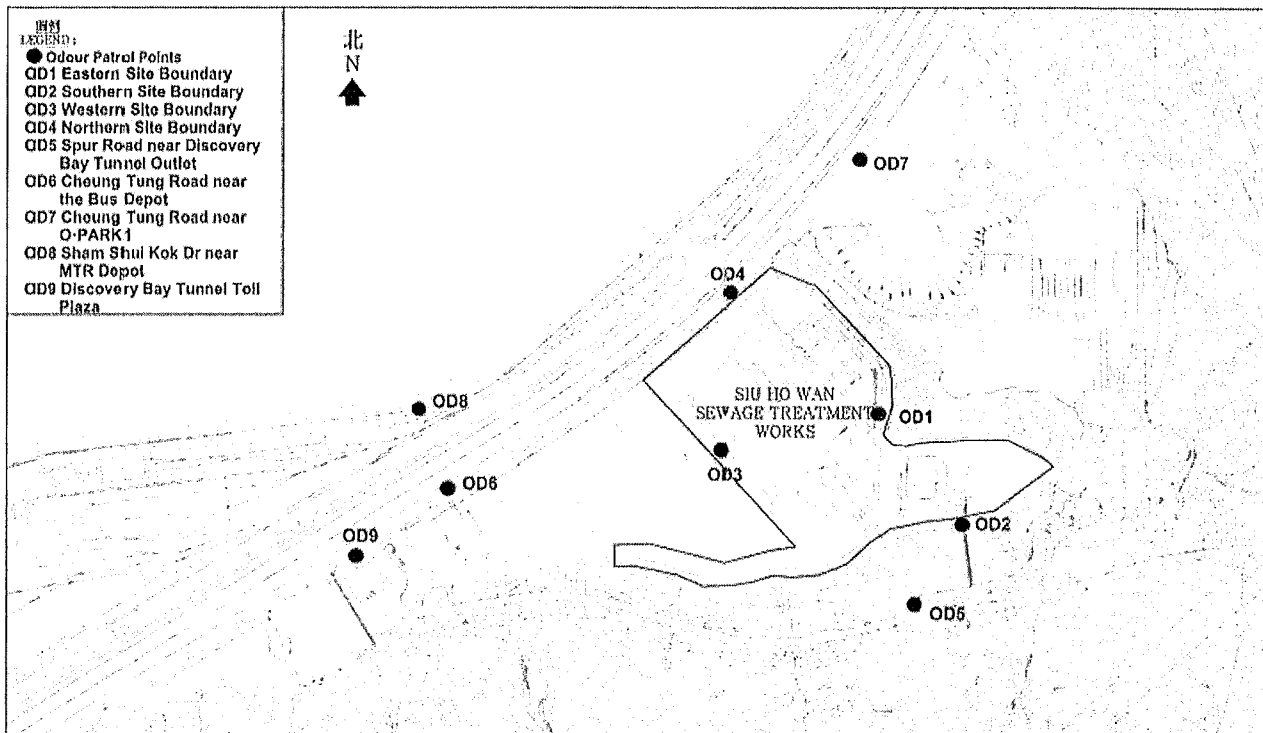 LEGEND:
Odour Patrol Points
OD1 Eastern Site Boundary
OD2 Southern Site Boundary
OD3 Western Site Boundary
OD4 Northern Site Boundary
OD5 Spur Road near Discovery
Bay Tunnel Outlet
OD6 Cheung Tung Road near
the Bus Depot
OD7 Cheung Tung Road near
O·PARK1
OD8 Sham Shui Kok Dr near
MTR Depot
OD9 Discovery Bay Tunnel Toll
Plaza
北
N
OD7
OD4
OD8
SIU HO WAN
SEWAGE TREATMENT
WORKS
OD1
OD3
OD6
OD2
OD9
OD5